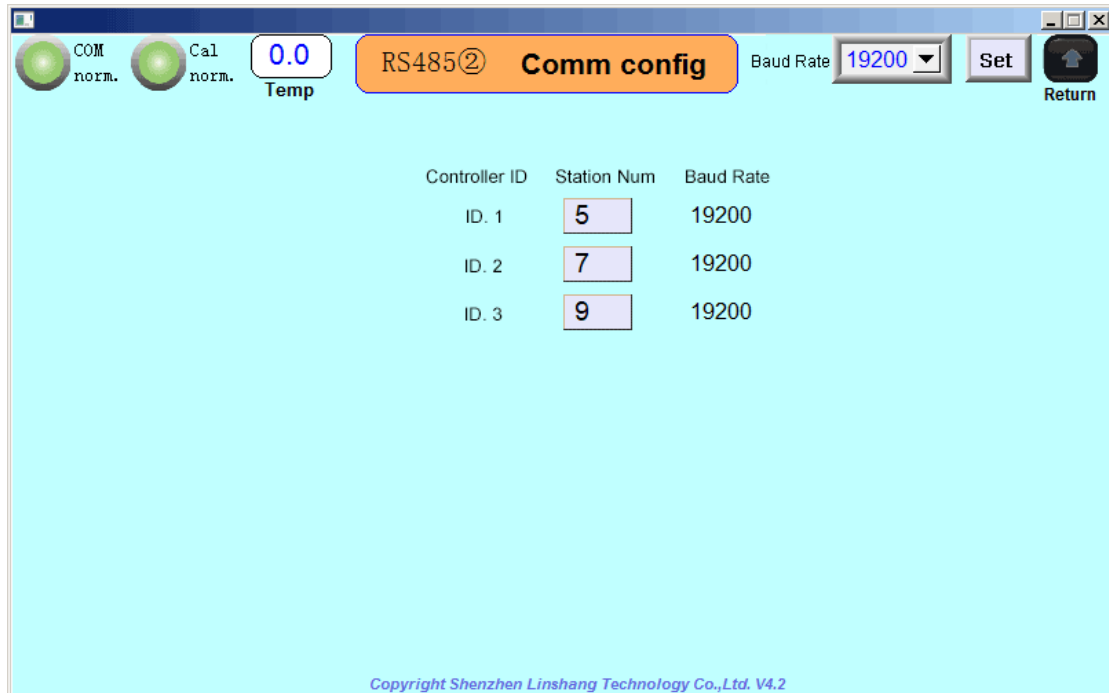 COM norm.
Cal norm.
0.0
Temp
RS485② Comm config
Baud Rate 19200
Set
Return
Controller ID Station Num Baud Rate
ID. 1 5 19200
ID. 2 7 19200
ID. 3 9 19200
Copyright Shenzhen Linshang Technology Co.,Ltd. V4.2